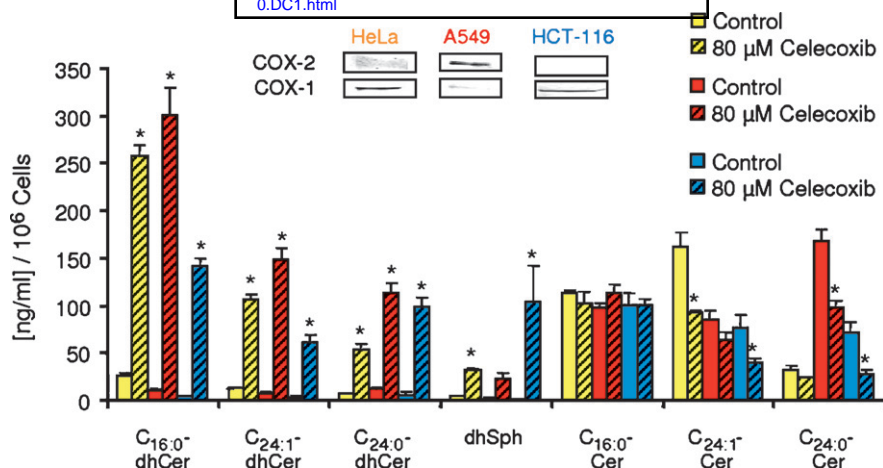 0.DC1.html
HeLa A549 HCT-116
COX-2
COX-1
Control
80 µM Celecoxib
Control
80 µM Celecoxib
Control
80 µM Celecoxib
[ng/ml] / 10⁶ Cells
350
300
250
200
150
100
50
0
* * * * * * * * * * * * * * *
C16:0-dhCer
C24:1-dhCer
C24:0-dhCer
dhSph
C16:0-Cer
C24:1-Cer
C24:0-Cer